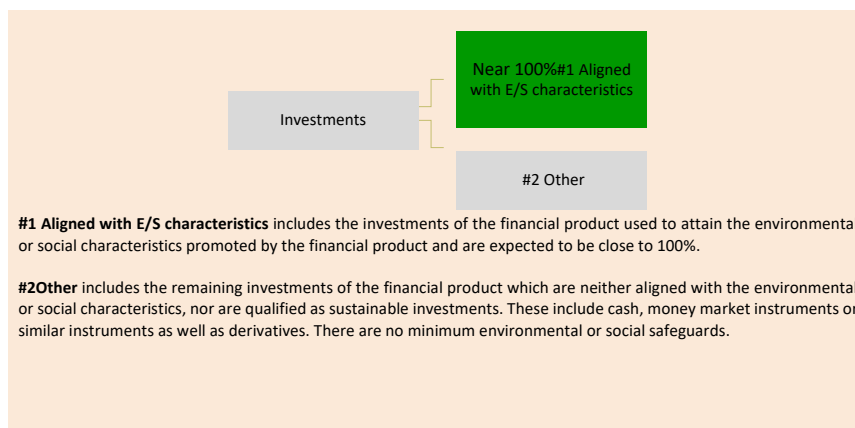 Near 100%#1 Aligned
with E/S characteristics
Investments
#2 Other
#1 Aligned with E/S characteristics includes the investments of the financial product used to attain the environmenta
or social characteristics promoted by the financial product and are expected to be close to 100%.
#2Other includes the remaining investments of the financial product which are neither aligned with the environmental
or social characteristics, nor are qualified as sustainable investments. These include cash, money market instruments or
similar instruments as well as derivatives. There are no minimum environmental or social safeguards.